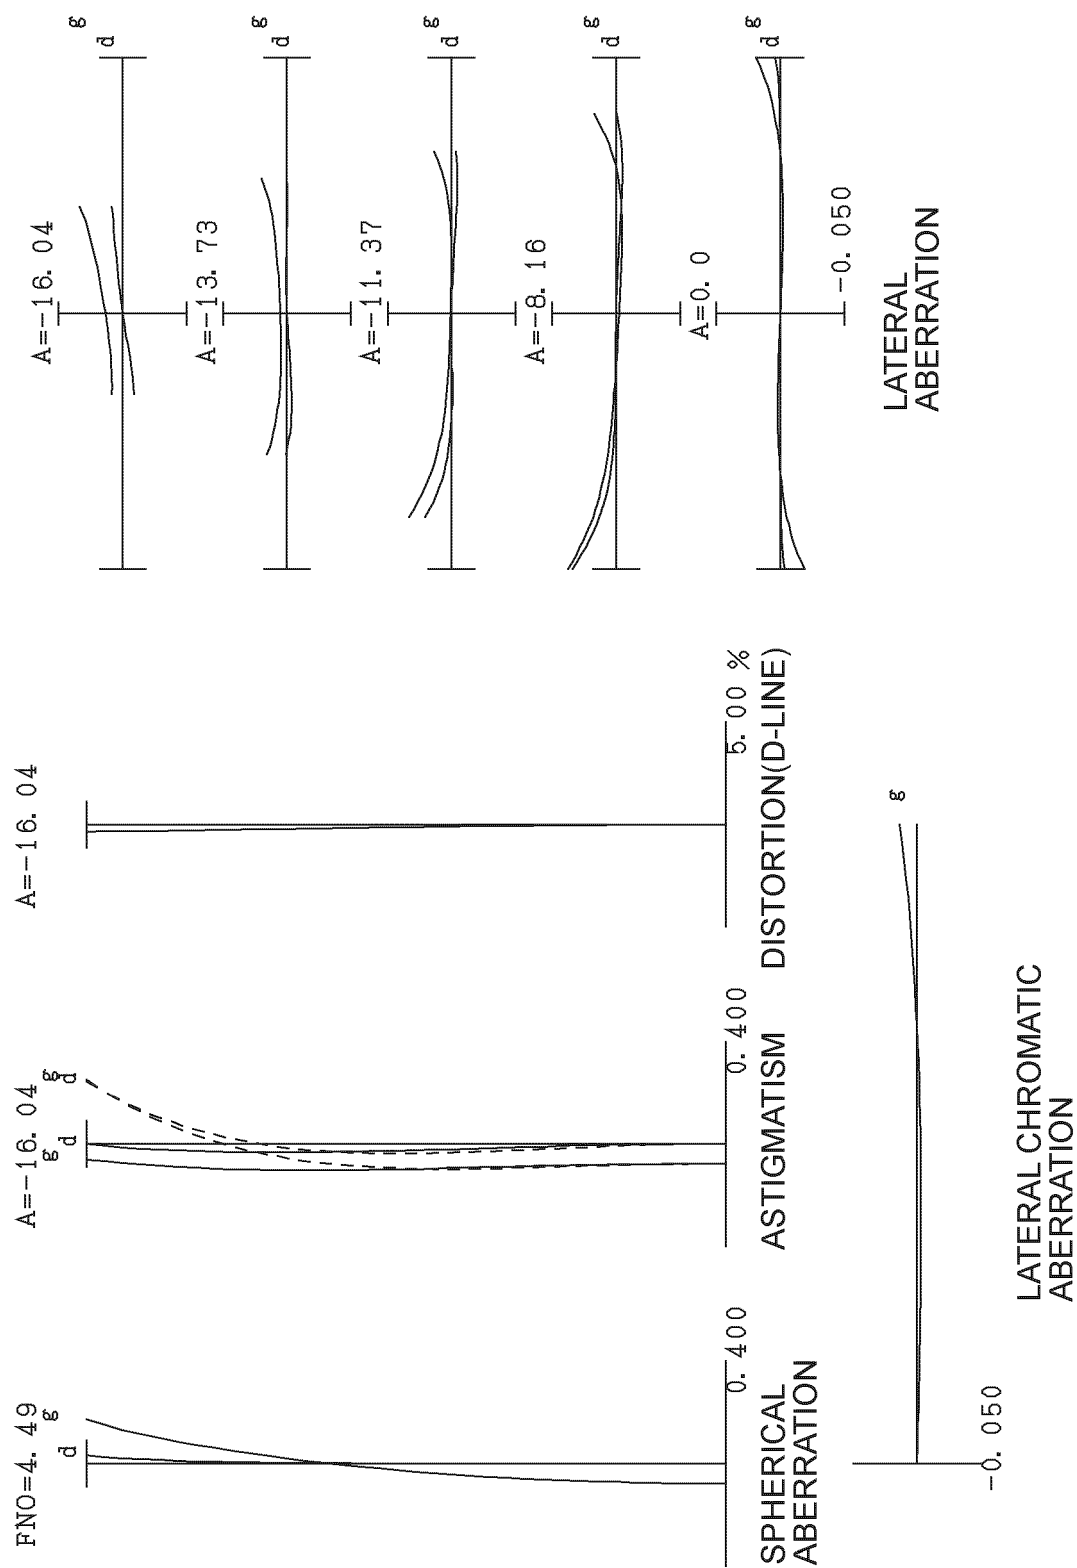 FNO=4. 49
d
g
0. 400
SPHERICAL
ABERRATION
A=-16. 04
g
d
g
d
0. 400
ASTIGMATISM
A=-16. 04
5. 00 %
DISTORTION(D-LINE)
g
-0. 050
LATERAL CHROMATIC
ABERRATION
A=-16. 04
g
d
A=-13. 73
g
d
A=-11. 37
g
d
A=-8. 16
g
d
A=0. 0
g
d
-0. 050
LATERAL
ABERRATION